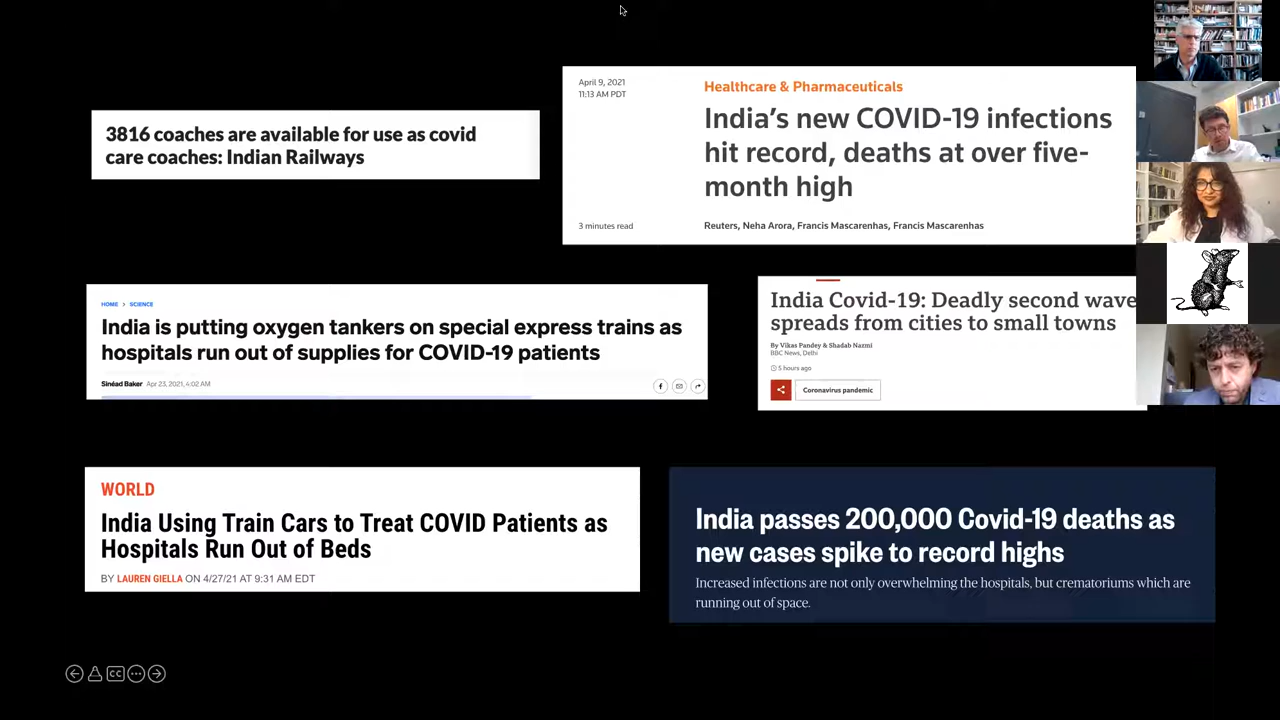 3816 coaches are available for use as covid
care coaches: Indian Railways
April 9, 2021
11:13 AM PDT
3 minutes read
Healthcare & Pharmaceuticals
India's new COVID-19 infections
hit record, deaths at over five-
month high
Reuters, Neha Arora, Francis Mascarenhas, Francis Mascarenhas
HOME > SCIENCE
India is putting oxygen tankers on special express trains as
hospitals run out of supplies for COVID-19 patients
Sinéad Baker Apr 23, 2021, 4:02 AM
India Covid-19: Deadly second wave
spreads from cities to small towns
By Vikas Pandey & Shadab Nazmi
BBC News, Delhi
5 hours ago
Coronavirus pandemic
WORLD
India Using Train Cars to Treat COVID Patients as
Hospitals Run Out of Beds
BY LAUREN GIELLA ON 4/27/21 AT 9:31 AM EDT
India passes 200,000 Covid-19 deaths as
new cases spike to record highs
Increased infections are not only overwhelming the hospitals, but crematoriums which are
running out of space.
CC